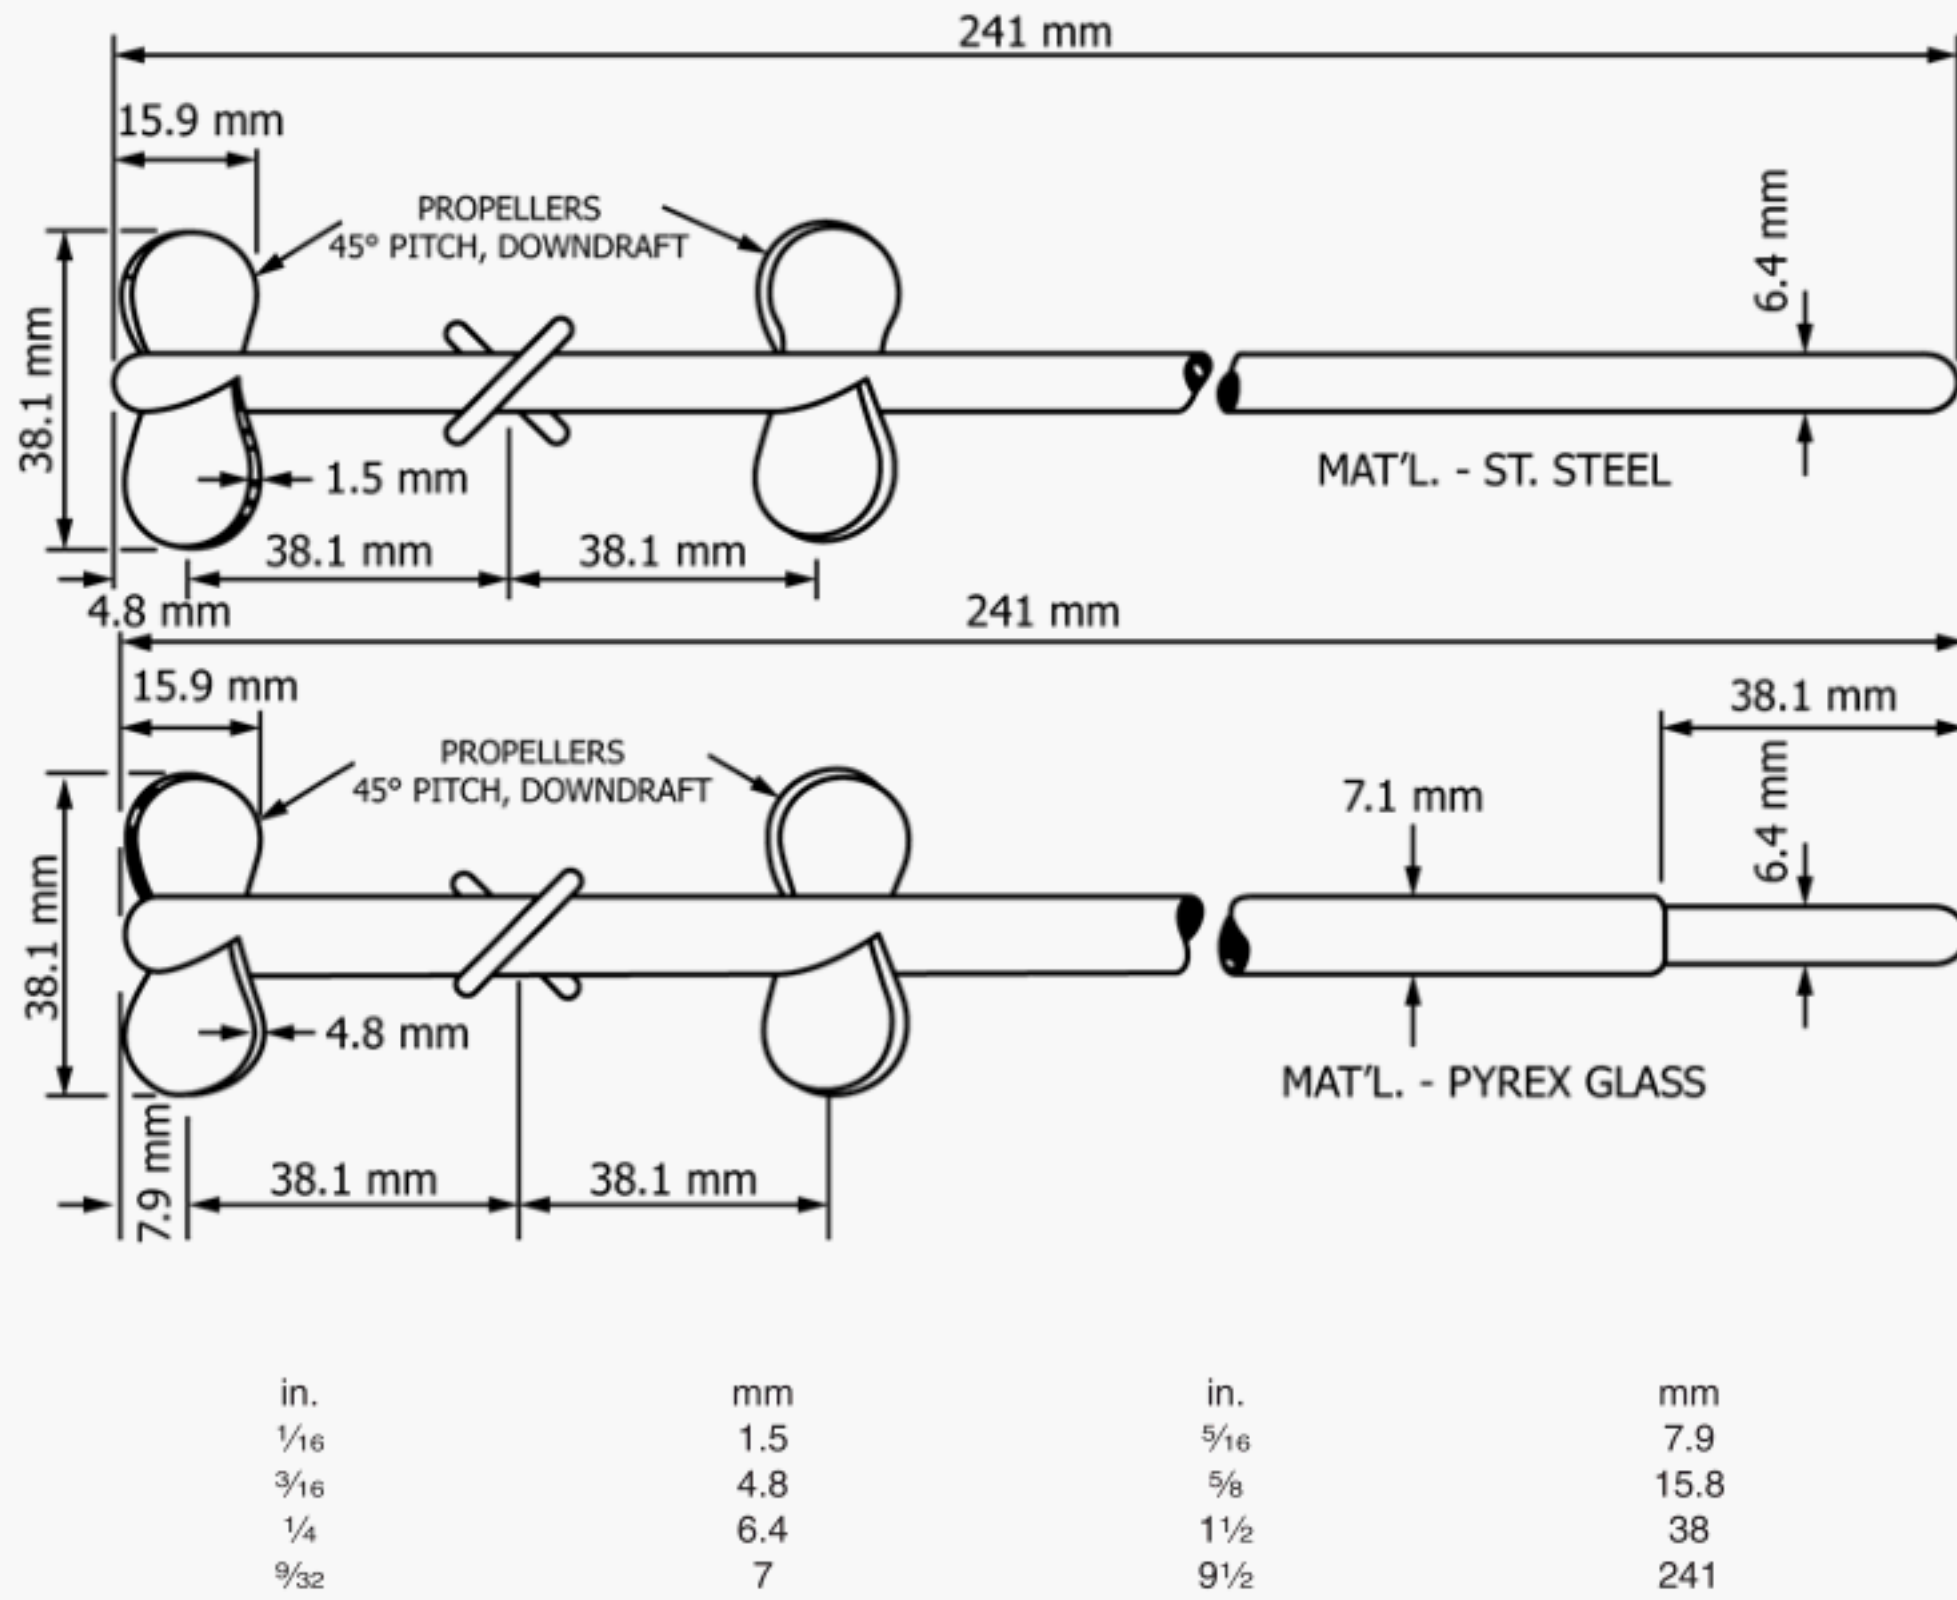 241 mm
15.9 mm
PROPELLERS
45° PITCH, DOWNDRAFT
6.4 mm
38.1 mm
MAT'L. - ST. STEEL
1.5 mm
38.1 mm
38.1 mm
4.8 mm
241 mm
15.9 mm
38.1 mm
PROPELLERS
45° PITCH, DOWNDRAFT
7.1 mm
6.4 mm
38.1 mm
4.8 mm
MAT'L. - PYREX GLASS
7.9 mm
38.1 mm
38.1 mm
in. mm in. mm
1⁄16 1.5 5⁄16 7.9
3⁄16 4.8 5⁄8 15.8
1⁄4 6.4 1 1⁄2 38
9⁄32 7 9 1⁄2 241